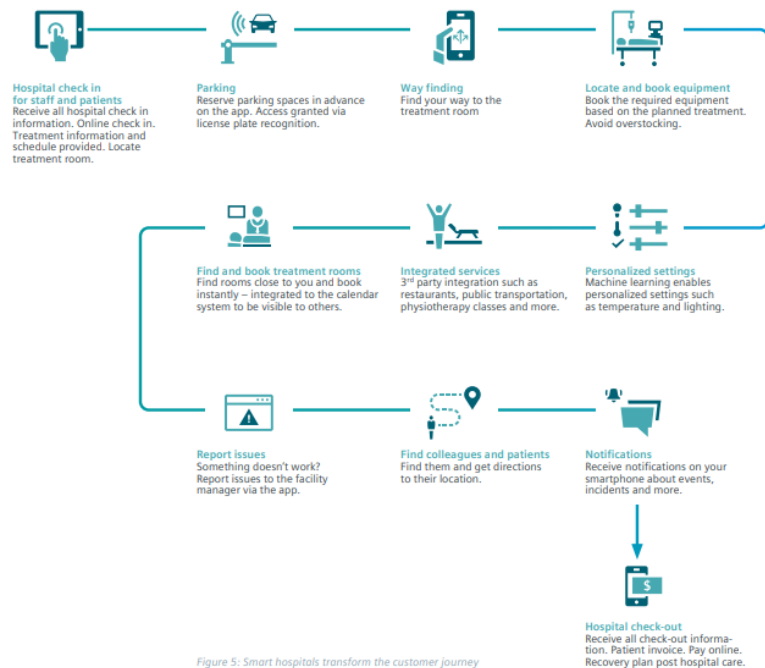 Hospital check in
for staff and patients
Receive all hospital check in
information. Online check in.
Treatment information and
schedule provided. Locate
treatment room.
Parking
Reserve parking spaces in advance
on the app. Access granted via
license plate recognition.
Way finding
Find your way to the
treatment room
Locate and book equipment
Book the required equipment
based on the planned treatment.
Avoid overstocking.
Find and book treatment rooms
Find rooms close to you and book
instantly – integrated to the calendar
system to be visible to others.
Integrated services
3rd party integration such as
restaurants, public transportation,
physiotherapy classes and more.
Personalized settings
Machine learning enables
personalized settings such
as temperature and lighting.
Report issues
Something doesn't work?
Report issues to the facility
manager via the app.
Find colleagues and patients
Find them and get directions
to their location.
Notifications
Receive notifications on your
smartphone about events,
incidents and more.
$
Hospital check-out
Receive all check-out informa-
tion. Patient invoice. Pay online.
Recovery plan post hospital care.
Figure 5: Smart hospitals transform the customer journey